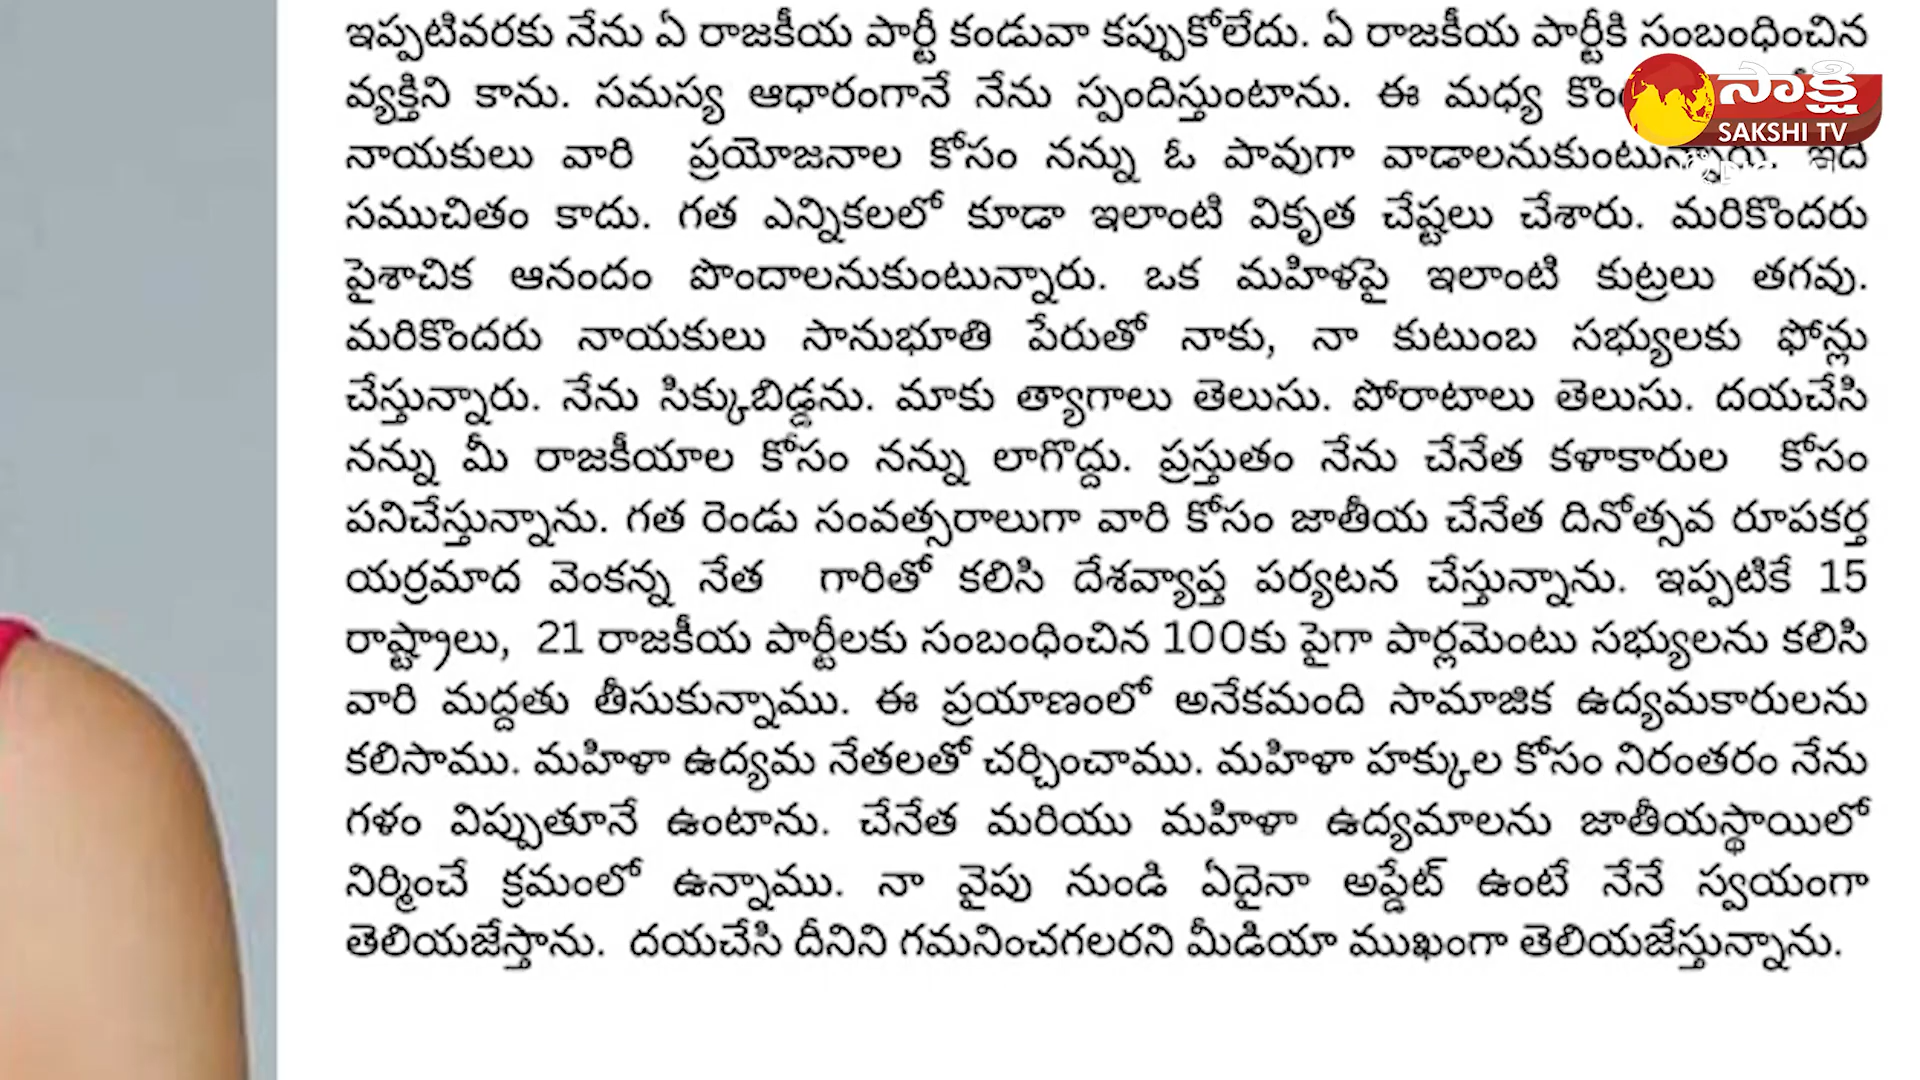 ఇప్పటివరకు నేను ఏ రాజకీయ పార్టీ కండువా కప్పుకోలేదు. ఏ రాజకీయ పార్టీకి సంబంధించిన
వ్యక్తిని కాను. సమస్య ఆధారంగానే నేను స్పందిస్తుంటాను. ఈ మధ్య
సాక్షి
SAKSHI TV
నాయకులు వారి ప్రయోజనాల కోసం నన్ను ఓ పావుగా వాడాలనుకుంటున్నారు. ఇది
సముచితం కాదు. గత ఎన్నికలలో కూడా ఇలాంటి వికృత చేష్టలు చేశారు. మరికొందరు
పైశాచిక ఆనందం పొందాలనుకుంటున్నారు. ఒక మహిళపై ఇలాంటి కుట్రలు తగవు.
మరికొందరు నాయకులు సానుభూతి పేరుతో నాకు, నా కుటుంబ సభ్యులకు ఫోన్లు
చేస్తున్నారు. నేను సిక్కుబిడ్డను. మాకు త్యాగాలు తెలుసు. పోరాటాలు తెలుసు. దయచేసి
నన్ను మీ రాజకీయాల కోసం నన్ను లాగొద్దు. ప్రస్తుతం నేను చేనేత కళాకారుల కోసం
పనిచేస్తున్నాను. గత రెండు సంవత్సరాలుగా వారి కోసం జాతీయ చేనేత దినోత్సవ రూపకర్త
యర్రమాద వెంకన్న నేత గారితో కలిసి దేశవ్యాప్త పర్యటన చేస్తున్నాను. ఇప్పటికే 15
రాష్ట్రాలు, 21 రాజకీయ పార్టీలకు సంబంధించిన 100కు పైగా పార్లమెంటు సభ్యులను కలిసి
వారి మద్దతు తీసుకున్నాము. ఈ ప్రయాణంలో అనేకమంది సామాజిక ఉద్యమకారులను
కలిసాము. మహిళా ఉద్యమ నేతలతో చర్చించాము. మహిళా హక్కుల కోసం నిరంతరం నేను
గళం విప్పుతూనే ఉంటాను. చేనేత మరియు మహిళా ఉద్యమాలను జాతీయస్థాయిలో
నిర్మించే క్రమంలో ఉన్నాము. నా వైపు నుండి ఏదైనా అప్డేట్ ఉంటే నేనే స్వయంగా
తెలియజేస్తాను. దయచేసి దీనిని గమనించగలరని మీడియా ముఖంగా తెలియజేస్తున్నాను.